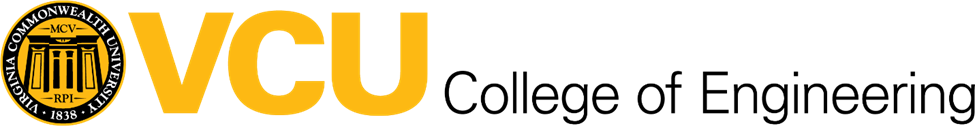 VIRGINIA COMMONWEALTH UNIVERSITY
MCV
RPI
· 1838 ·
VCU College of Engineering